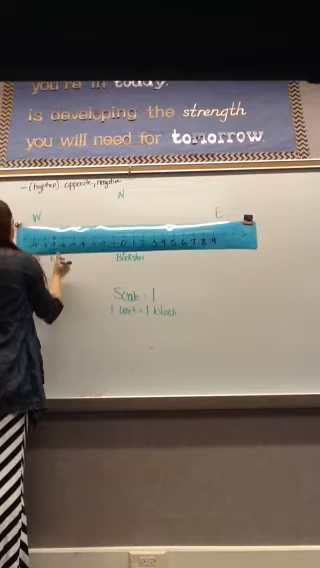 you're in today.
is developing the strength
you will need for tomorrow.
- (hyphen) opposite, negative
N
W E
0 1 2 3 4 5 6 7 8 9
Scale: 1
1 unit = 1 block